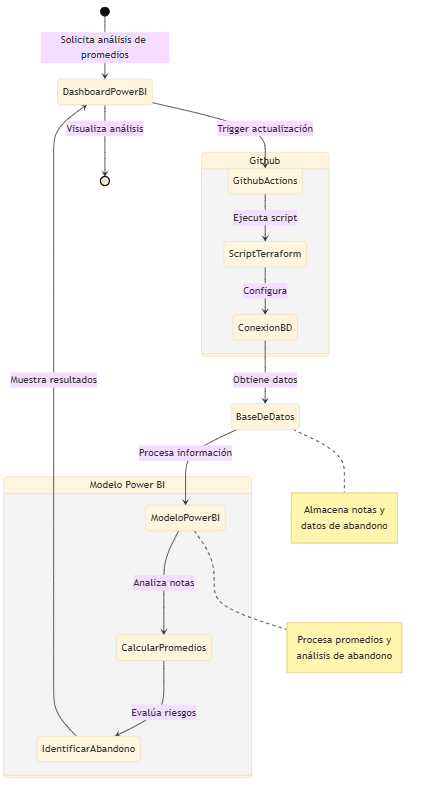 Solicita análisis de
promedios
DashboardPowerBI
Visualiza análisis
Trigger actualización
Github
GithubActions
Ejecuta script
ScriptTerraform
Configura
ConexionBD
Muestra resultados
Obtiene datos
BaseDeDatos
Procesa información
Modelo Power BI
Almacena notas y
datos de abandono
ModeloPowerBI
Analiza notas
Procesa promedios y
análisis de abandono
CalcularPromedios
Evalúa riesgos
IdentificarAbandono